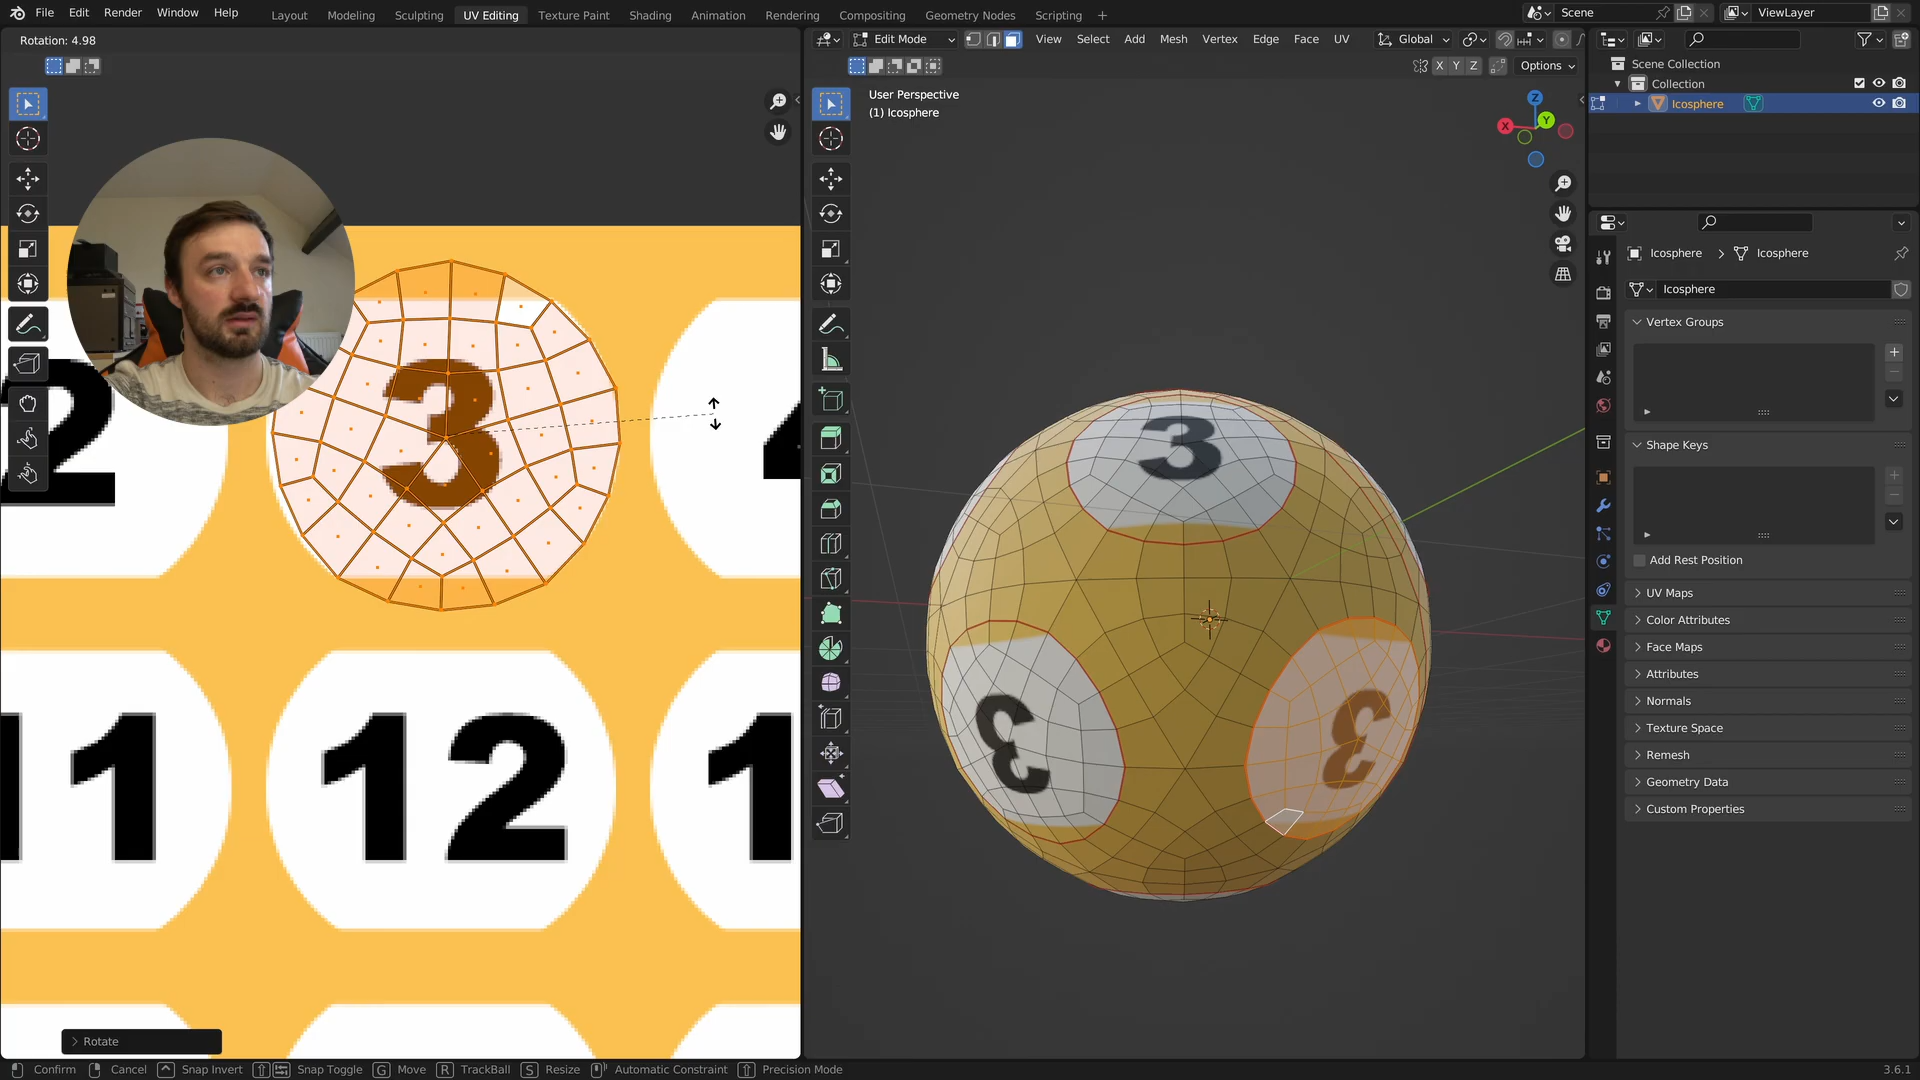 File Edit Render Window Help Layout Modeling Sculpting UV Editing Texture Paint Shading Animation Rendering Compositing Geometry Nodes Scripting + Scene ViewLayer
Rotation: 4.98
Edit Mode View Select Add Mesh Vertex Edge Face UV Global
X Y Z Options
User Perspective
(1) Icosphere
Z
X Y
Scene Collection
Collection
Icosphere
Icosphere > Icosphere
Icosphere
Vertex Groups
Shape Keys
Add Rest Position
UV Maps
Color Attributes
Face Maps
Attributes
Normals
Texture Space
Remesh
Geometry Data
Custom Properties
2 3 4
12
3
3 3
Rotate
Confirm Cancel Snap Invert Snap Toggle G Move R TrackBall S Resize Automatic Constraint Precision Mode 3.6.1